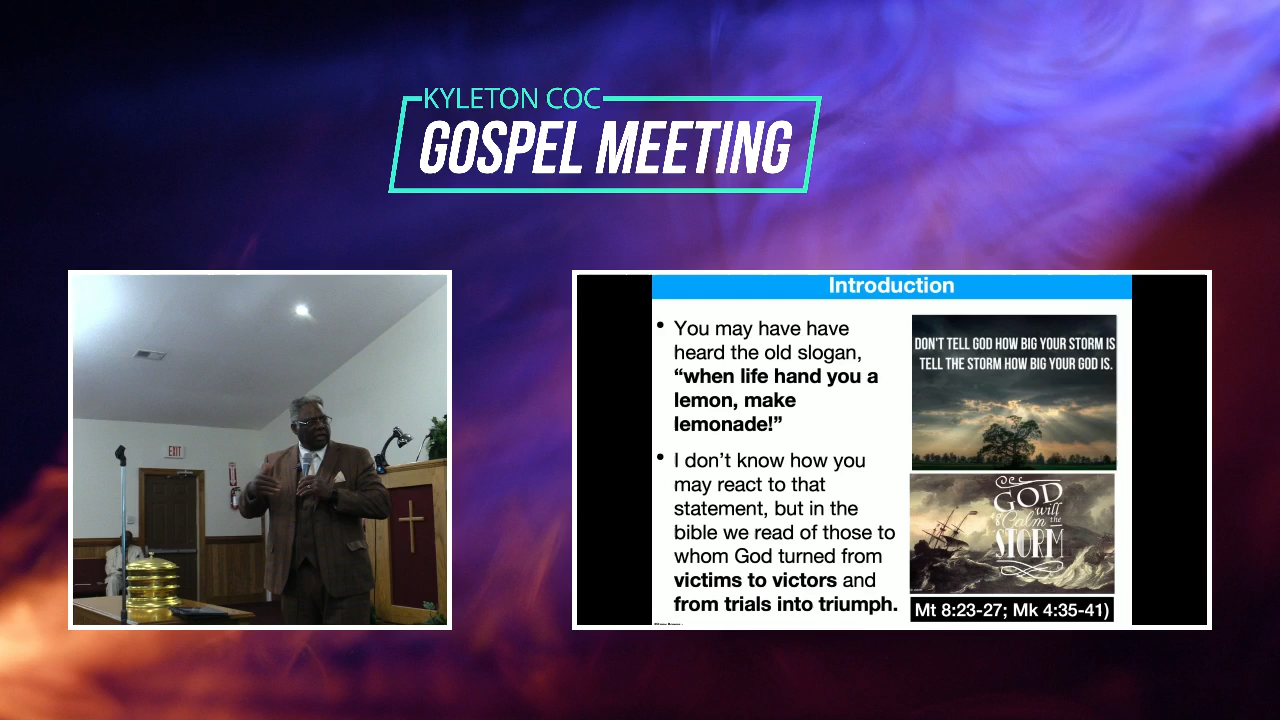 KYLETON COC
GOSPEL MEETING
EXIT
Introduction
• You may have have
heard the old slogan,
“when life hand you a
lemon, make
lemonade!”
• I don’t know how you
may react to that
statement, but in the
bible we read of those to
whom God turned from
victims to victors and
from trials into triumph.
DON'T TELL GOD HOW BIG YOUR STORM IS
TELL THE STORM HOW BIG YOUR GOD IS.
GOD
will
Calm the
STORM
Mt 8:23-27; Mk 4:35-41)